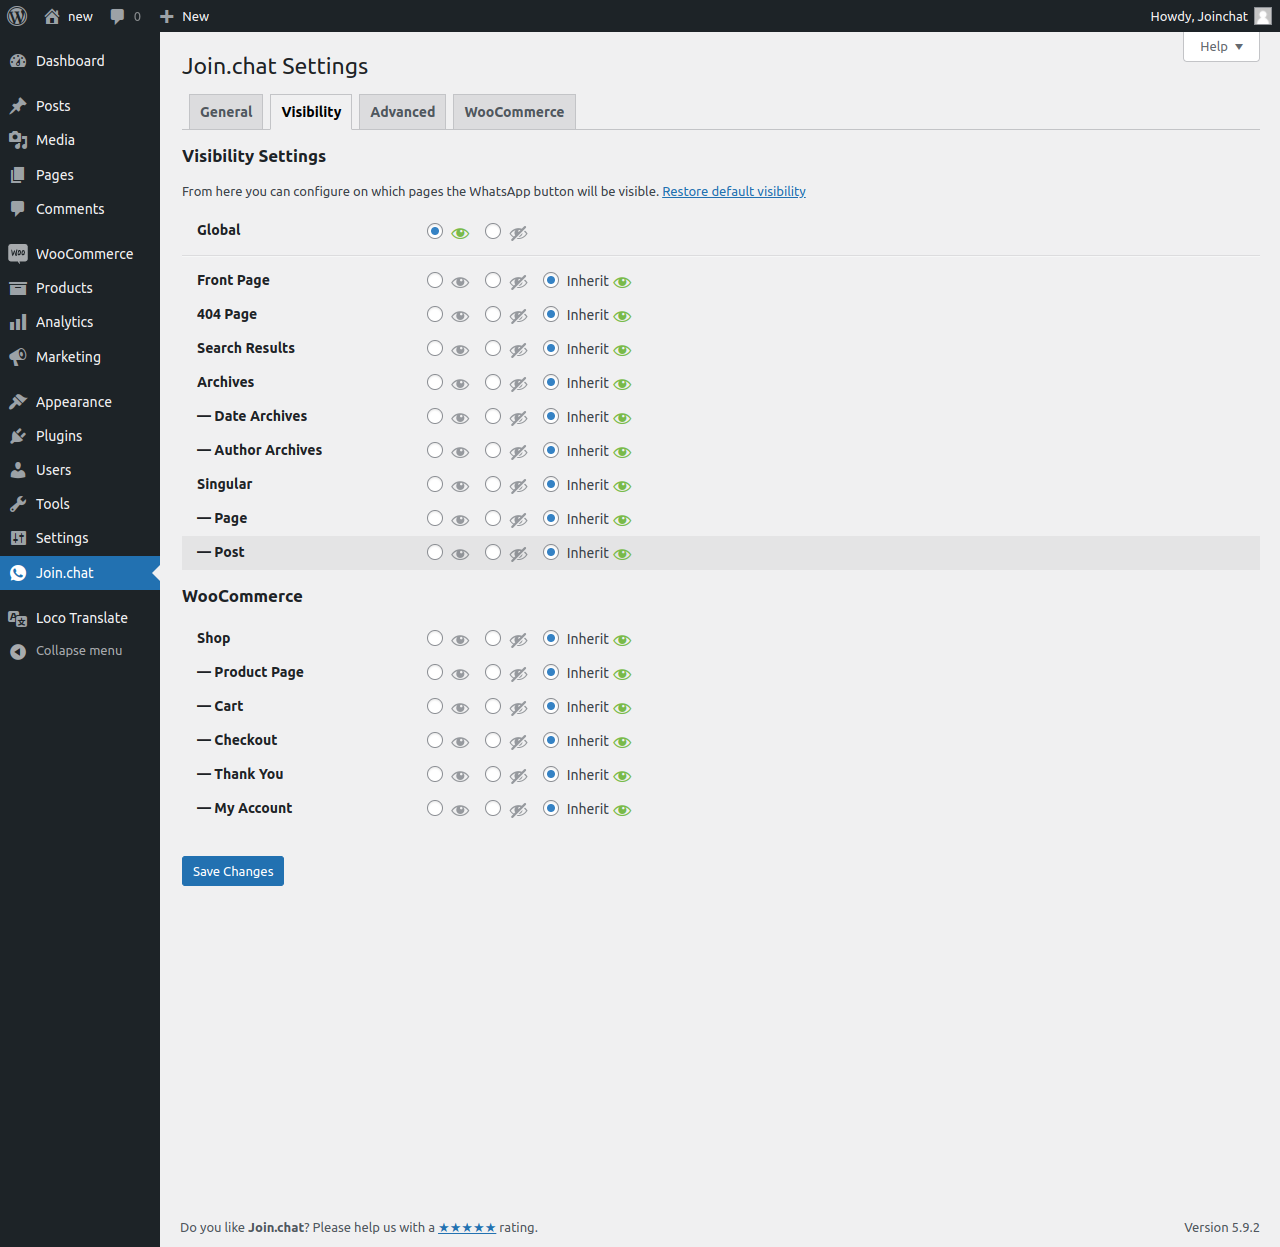 new 0 New Howdy, Joinchat
Help
Dashboard
Posts
Media
Pages
Comments
WooCommerce
Products
Analytics
Marketing
Appearance
Plugins
Users
Tools
Settings
Join.chat
Loco Translate
Collapse menu
Join.chat Settings
General Visibility Advanced WooCommerce
Visibility Settings
From here you can configure on which pages the WhatsApp button will be visible. Restore default visibility
Global
Front Page Inherit
404 Page Inherit
Search Results Inherit
Archives Inherit
— Date Archives Inherit
— Author Archives Inherit
Singular Inherit
— Page Inherit
— Post Inherit
WooCommerce
Shop Inherit
— Product Page Inherit
— Cart Inherit
— Checkout Inherit
— Thank You Inherit
— My Account Inherit
Save Changes
Do you like Join.chat? Please help us with a ★★★★★ rating. Version 5.9.2